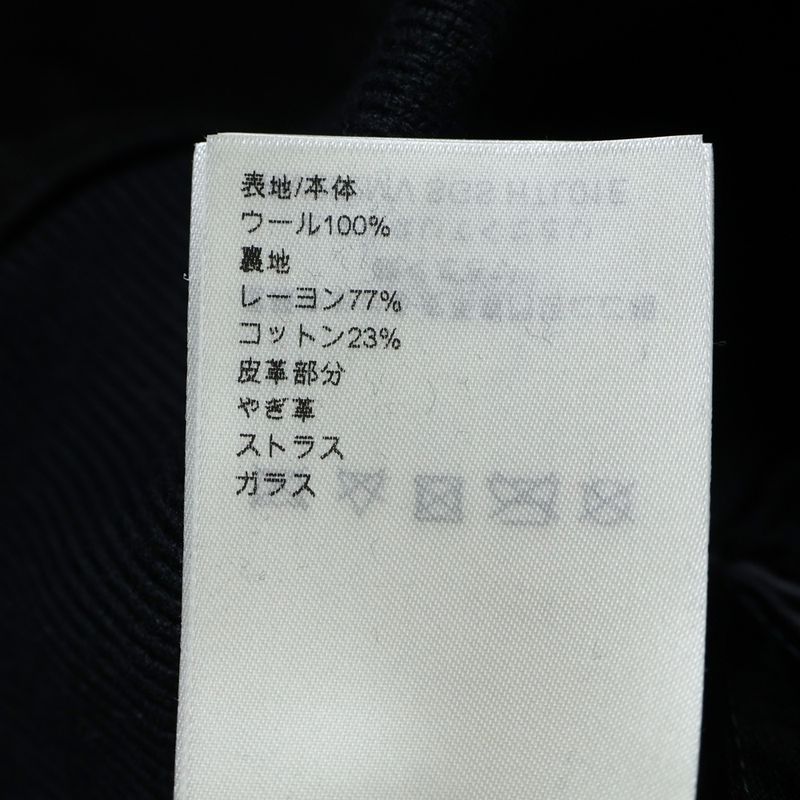 表地/本体
ウール100%
裏地
レーヨン77%
コットン23%
皮革部分
やぎ革
ストラス
ガラス